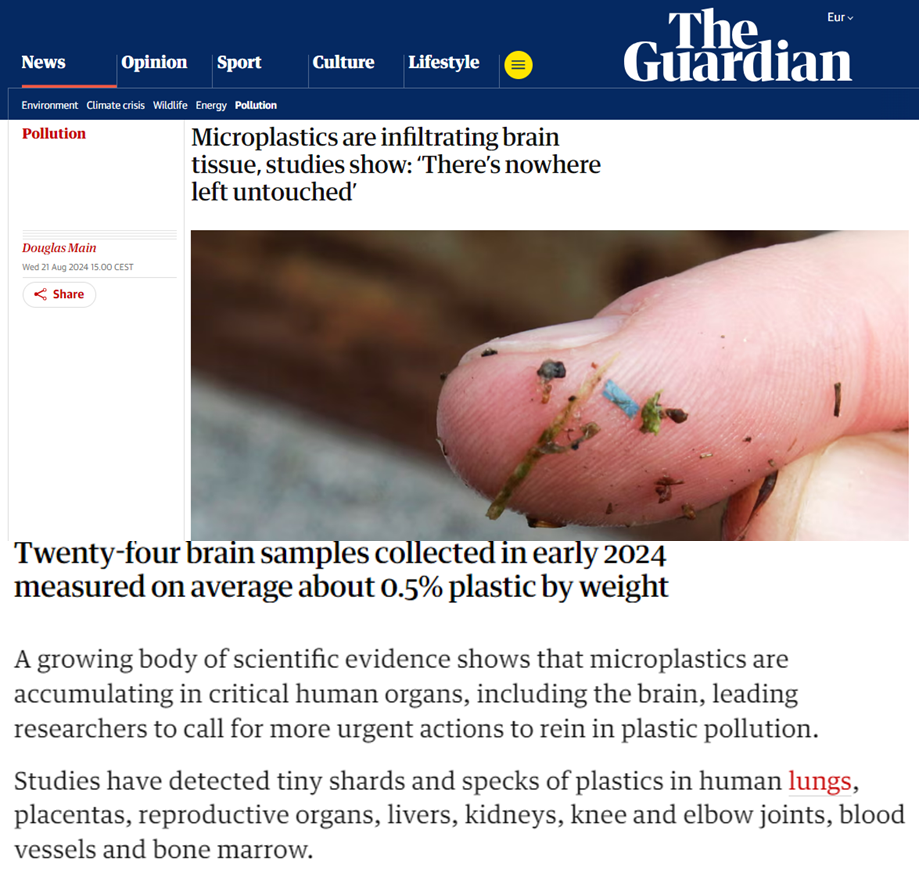 The
Guardian
Eur
News Opinion Sport Culture Lifestyle
Environment Climate crisis Wildlife Energy Pollution
Pollution
Microplastics are infiltrating brain
tissue, studies show: ‘There’s nowhere
left untouched’
Douglas Main
Wed 21 Aug 2024 15.00 CEST
Share
Twenty-four brain samples collected in early 2024
measured on average about 0.5% plastic by weight
A growing body of scientific evidence shows that microplastics are
accumulating in critical human organs, including the brain, leading
researchers to call for more urgent actions to rein in plastic pollution.
Studies have detected tiny shards and specks of plastics in human lungs,
placentas, reproductive organs, livers, kidneys, knee and elbow joints, blood
vessels and bone marrow.